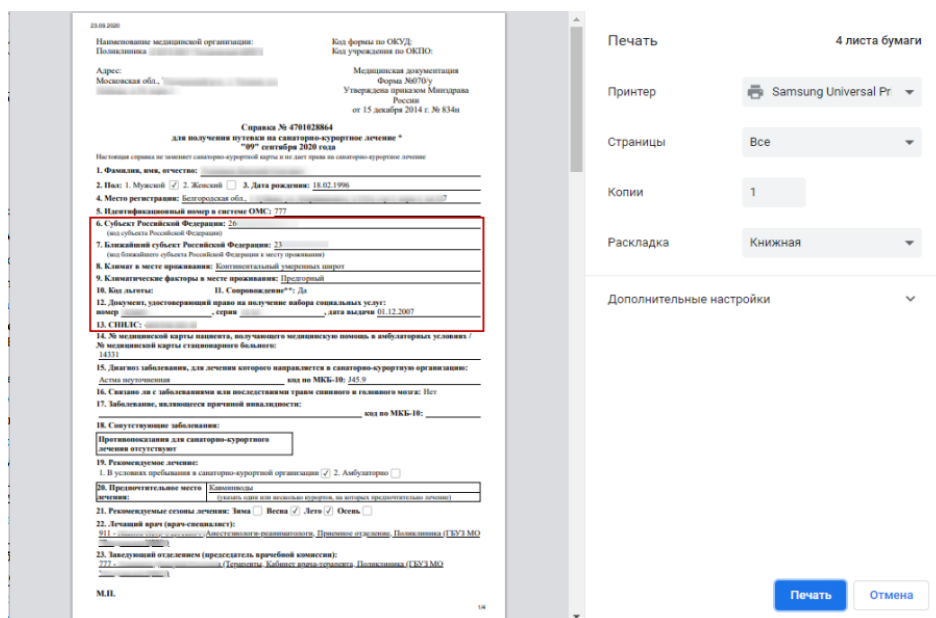 23.09.2020
Наименование медицинской организации:
Поликлиника
Код формы по ОКУД:
Код учреждения по ОКПО:
Адрес:
Московская обл.,
Медицинская документация
Форма №070/у
Утверждена приказом Минздрава
России
от 15 декабря 2014 г. № 834н
Справка № 4701028864
для получения путевки на санаторно-курортное лечение *
"09" сентября 2020 года
Настоящая справка не заменяет санаторно-курортной карты и не дает права на санаторно-курортное лечение
1. Фамилия, имя, отчество:
2. Пол: 1. Мужской ✓ 2. Женский 3. Дата рождения: 18.02.1996
4. Место регистрации: Белгородская обл.,
5. Идентификационный номер в системе ОМС: 777
6. Субъект Российской Федерации: 26
(код субъекта Российской Федерации)
7. Ближайший субъект Российской Федерации: 23
(код ближайшего субъекта Российской Федерации к месту проживания)
8. Климат в месте проживания: Континентальный умеренных широт
9. Климатические факторы в месте проживания: Предгорный
10. Код льготы: 11. Сопровождение**: Да
12. Документ, удостоверяющий право на получение набора социальных услуг:
номер , серия , дата выдачи 01.12.2007
13. СНИЛС:
14. № медицинской карты пациента, получающего медицинскую помощь в амбулаторных условиях /
№ медицинской карты стационарного больного:
14331
15. Диагноз заболевания, для лечения которого направляется в санаторно-курортную организацию:
Астма неуточненная код по МКБ-10: J45.9
16. Связано ли с заболеваниями или последствиями травм спинного и головного мозга: Нет
17. Заболевание, являющееся причиной инвалидности:
код по МКБ-10:
18. Сопутствующие заболевания:
Противопоказания для санаторно-курортного
лечения отсутствуют
19. Рекомендуемое лечение:
1. В условиях пребывания в санаторно-курортной организации ✓ 2. Амбулаторно
20. Предпочтительное место Кавминводы
лечения: (указать один или несколько курортов, на которых предпочтительно лечение)
21. Рекомендуемые сезоны лечения: Зима Весна ✓ Лето ✓ Осень
22. Лечащий врач (врач-специалист):
911 - (Анестезиологи-реаниматологи, Приемное отделение, Поликлиника (ГБУЗ МО
23. Заведующий отделением (председатель врачебной комиссии):
777 - (Терапевты, Кабинет врача-терапевта, Поликлиника (ГБУЗ МО
М.П.
1/4
Печать 4 листа бумаги
Принтер Samsung Universal Pri
Страницы Все
Копии 1
Раскладка Книжная
Дополнительные настройки
Печать Отмена